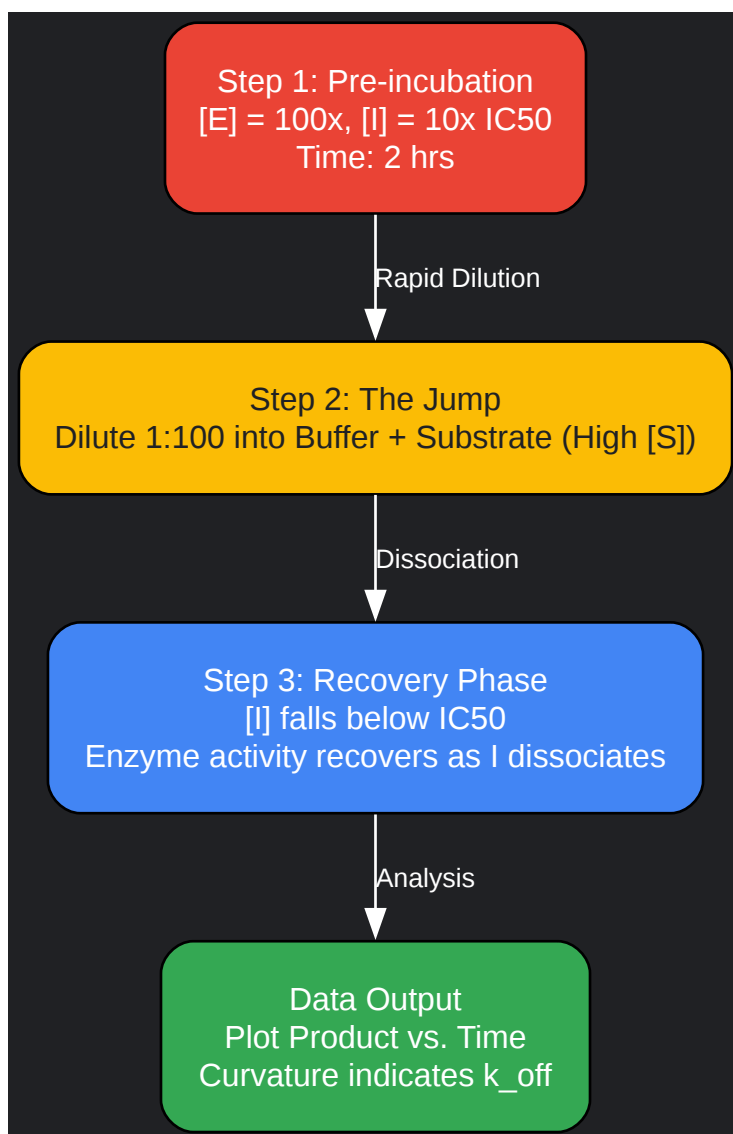 Step 1: Pre-incubation
[E] = 100x, [I] = 10x IC50
Time: 2 hrs
Rapid Dilution
Step 2: The Jump
Dilute 1:100 into Buffer + Substrate (High [S])
Dissociation
Step 3: Recovery Phase
[I] falls below IC50
Enzyme activity recovers as I dissociates
Analysis
Data Output
Plot Product vs. Time
Curvature indicates k_off